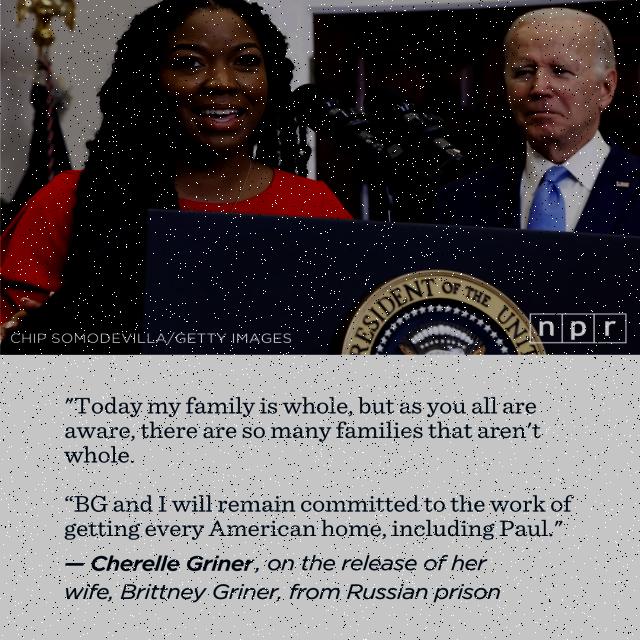 PRESIDENT OF THE UNIT
npr
CHIP SOMODEVILLA/GETTY IMAGES
"Today my family is whole, but as you all are
aware, there are so many families that aren't
whole.
“BG and I will remain committed to the work of
getting every American home, including Paul."
— Cherelle Griner, on the release of her
wife, Brittney Griner, from Russian prison